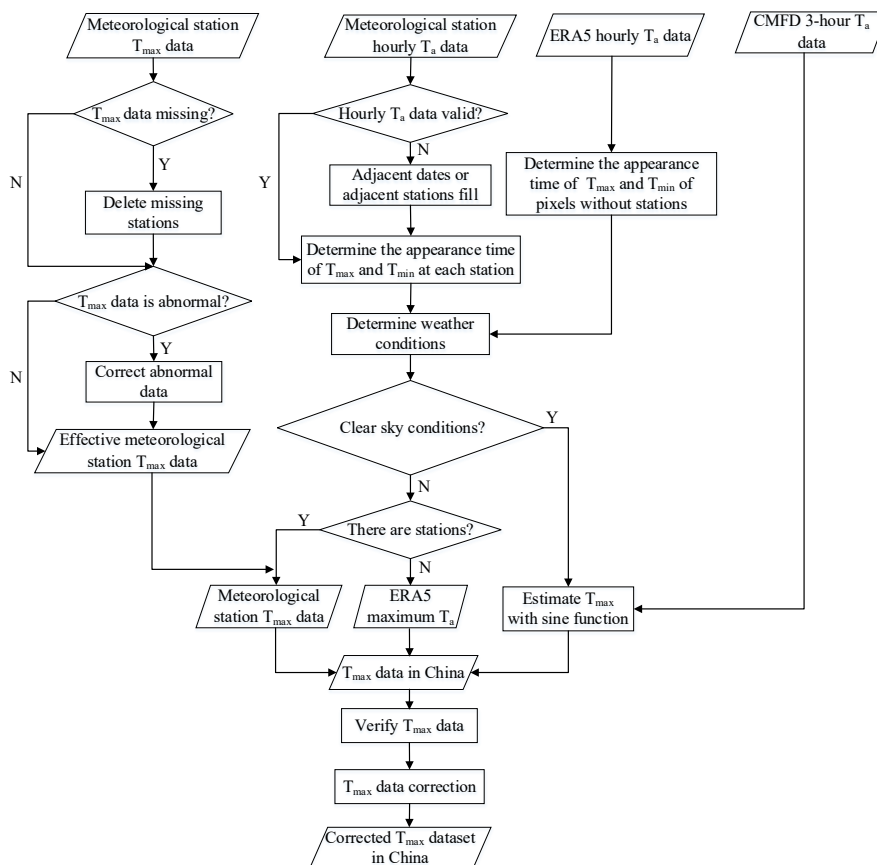 Meteorological station
Tmax data
Meteorological station
hourly Ta data
ERA5 hourly Ta data
CMFD 3-hour Ta
data
Tmax data missing?
Hourly Ta data valid?
N
Y
Y
N
Delete missing
stations
Adjacent dates or
adjacent stations fill
Determine the appearance
time of Tmax and Tmin of
pixels without stations
Determine the appearance time
of Tmax and Tmin at each station
Tmax data is abnormal?
N
Y
Determine weather
conditions
Correct abnormal
data
Clear sky conditions?
Y
N
Effective meteorological
station Tmax data
There are stations?
Y
N
Meteorological
station Tmax data
ERA5
maximum Ta
Estimate Tmax
with sine function
Tmax data in China
Verify Tmax data
Tmax data correction
Corrected Tmax dataset
in China